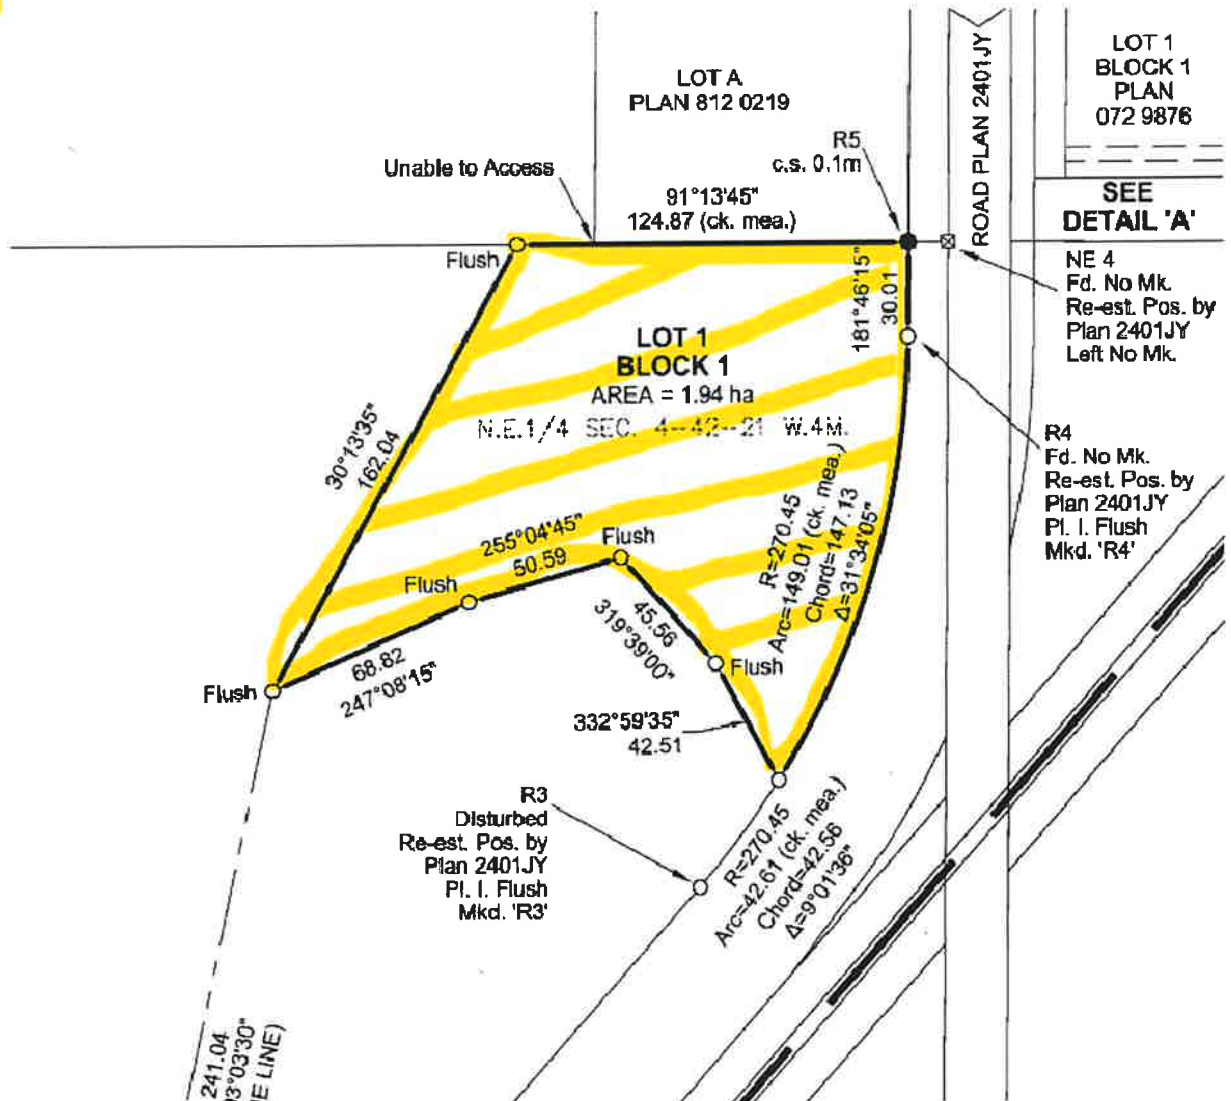 LOT A
PLAN 812 0219
ROAD PLAN 2401JY
LOT 1
BLOCK 1
PLAN
072 9876
R5
c.s. 0.1m
Unable to Access
91°13'45"
124.87 (ck. mea.)
SEE
DETAIL 'A'
Flush
181°46'15"
30.01
NE 4
Fd. No Mk.
Re-est. Pos. by
Plan 2401JY
Left No Mk.
LOT 1
BLOCK 1
AREA = 1.94 ha
N.E.1/4 SEC. 4--42--21 W.4M.
30°13'35"
162.04
R4
Fd. No Mk.
Re-est. Pos. by
Plan 2401JY
Pl. I. Flush
Mkd. 'R4'
R=270.45
Arc=149.01 (ck. mea.)
Chord=147.13
Δ=31°34'05"
255°04'45"
50.59
Flush
Flush
45.56
319°39'00"
Flush
68.82
247°08'15"
Flush
332°59'35"
42.51
R3
Disturbed
Re-est. Pos. by
Plan 2401JY
Pl. I. Flush
Mkd. 'R3'
R=270.45
Arc=42.61 (ck. mea.)
Chord=42.56
Δ=9°01'36"
241.04
3°03'30"
E LINE)